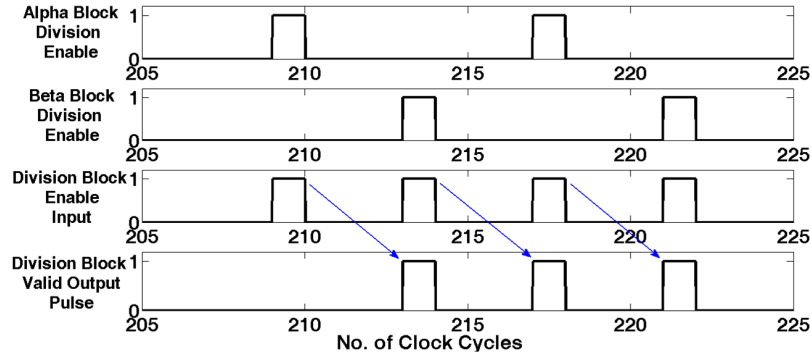 Alpha Block
Division
Enable
1
0
205 210 215 220 225
Beta Block
Division
Enable
1
0
205 210 215 220 225
Division Block
Enable
Input
1
0
205 210 215 220 225
Division Block
Valid Output
Pulse
1
0
205 210 215 220 225
No. of Clock Cycles